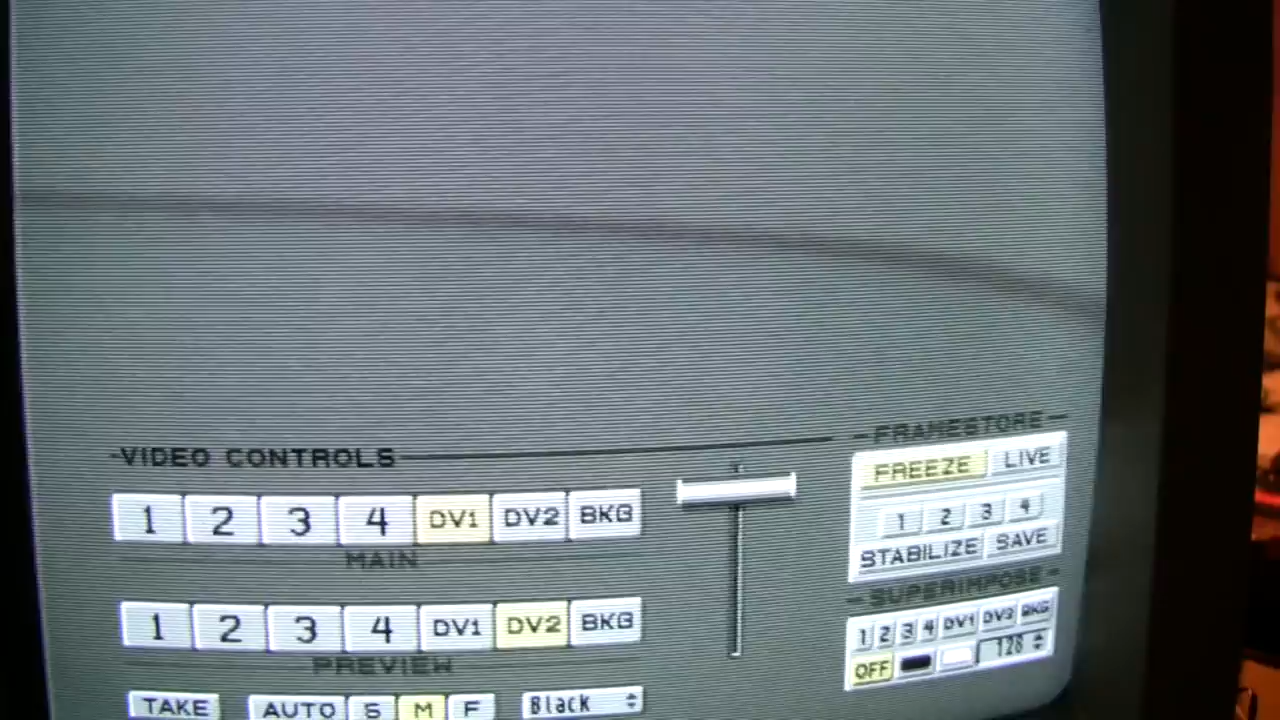 VIDEO CONTROLS
1 2 3 4 DV1 DV2 BKG
MAIN
1 2 3 4 DV1 DV2 BKG
PREVIEW
TAKE AUTO S M F Black
FRAMESTORE
FREEZE LIVE
1 2 3 4
STABILIZE SAVE
SUPERIMPOSE
1 2 3 4 DV1 DV2 BKG
OFF 128